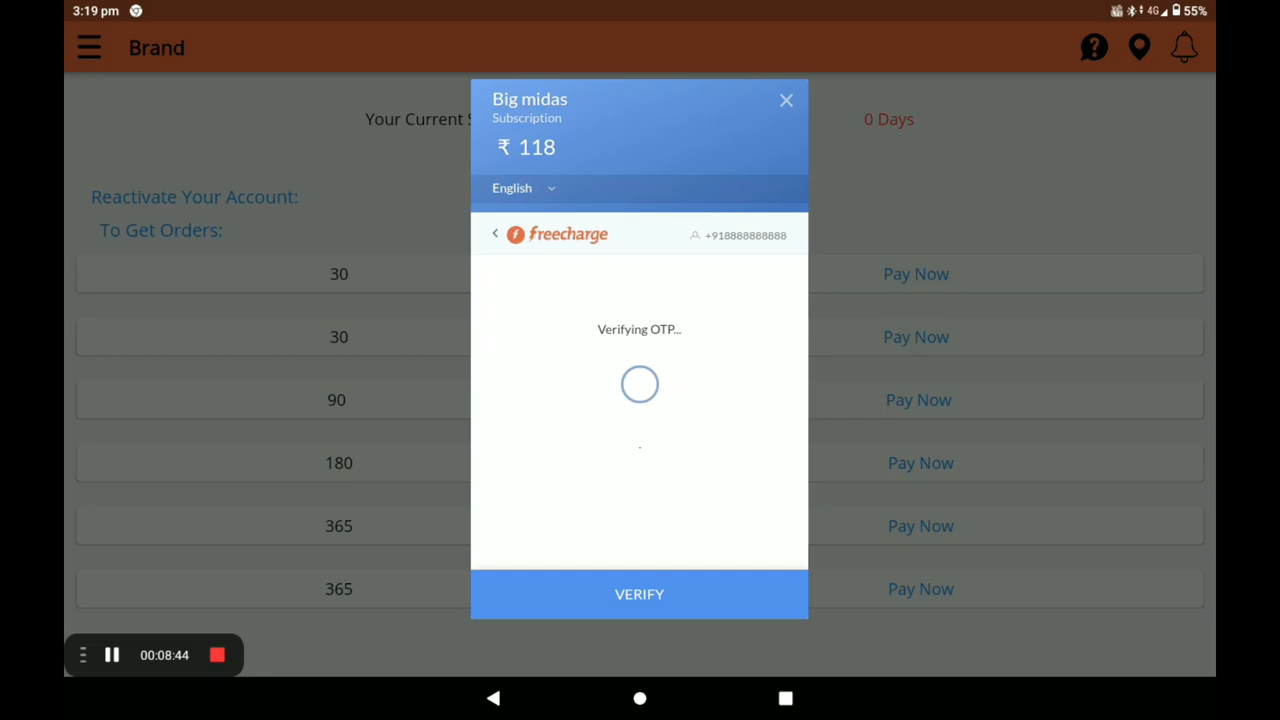 3:19 pm 4G 55%
Brand
Big midas
Subscription
₹ 118
Your Current
0 Days
English
Reactivate Your Account:
To Get Orders:
freecharge +918888888888
30 Pay Now
Verifying OTP...
30 Pay Now
90 Pay Now
180 Pay Now
365 Pay Now
365 Pay Now
VERIFY
00:08:44